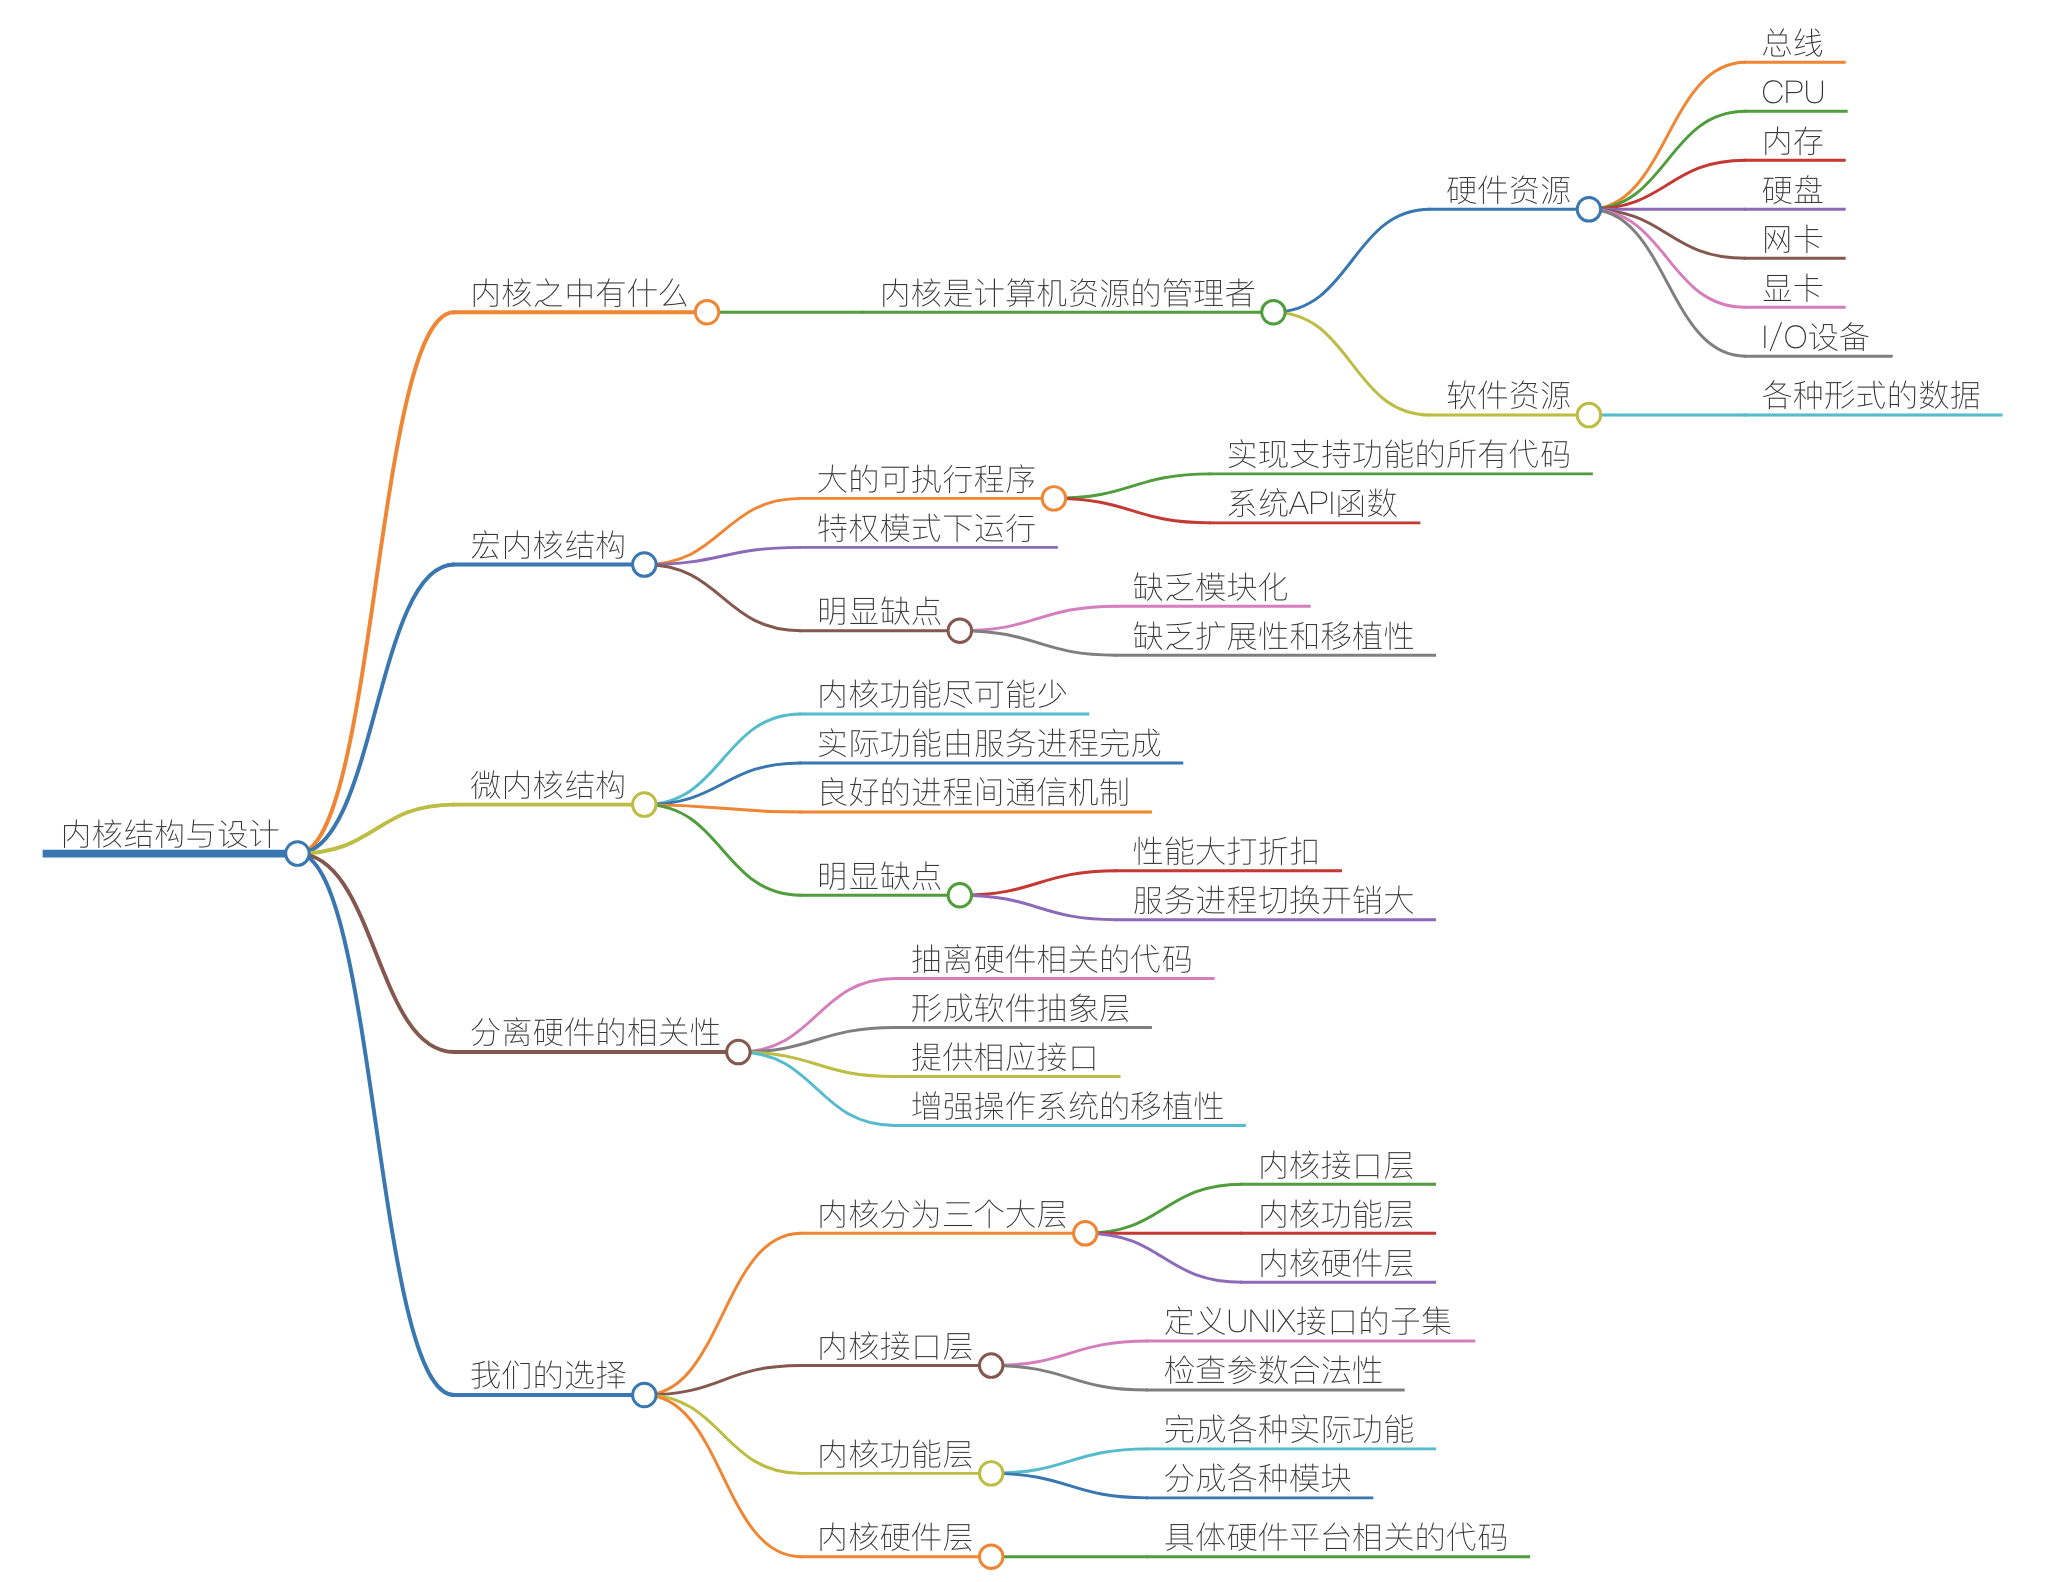 内核结构与设计
内核之中有什么
内核是计算机资源的管理者
硬件资源
总线
CPU
内存
硬盘
网卡
显卡
I/O设备
软件资源
各种形式的数据
宏内核结构
大的可执行程序
实现支持功能的所有代码
系统API函数
特权模式下运行
明显缺点
缺乏模块化
缺乏扩展性和移植性
微内核结构
内核功能尽可能少
实际功能由服务进程完成
良好的进程间通信机制
明显缺点
性能大打折扣
服务进程切换开销大
分离硬件的相关性
抽离硬件相关的代码
形成软件抽象层
提供相应接口
增强操作系统的移植性
我们的选择
内核分为三个大层
内核接口层
内核功能层
内核硬件层
内核接口层
定义UNIX接口的子集
检查参数合法性
内核功能层
完成各种实际功能
分成各种模块
内核硬件层
具体硬件平台相关的代码